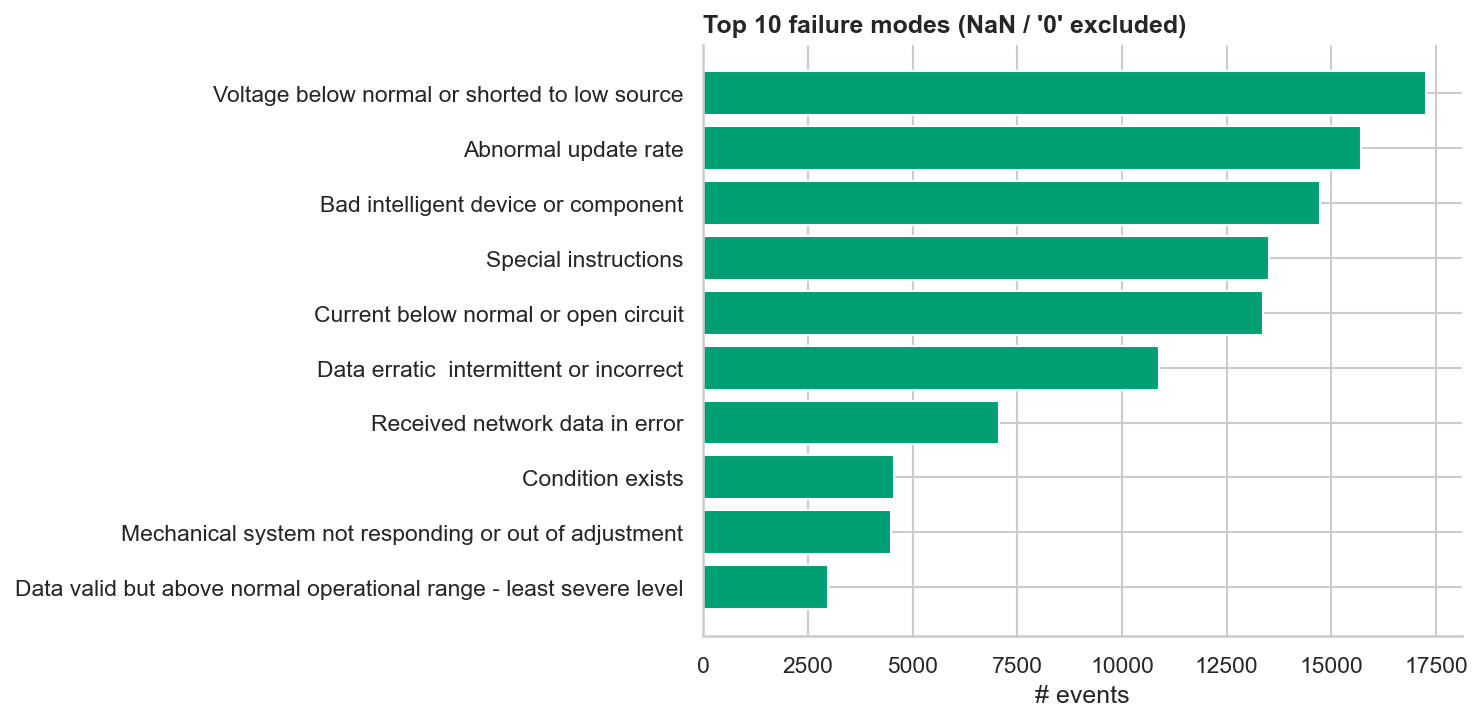 Top 10 failure modes (NaN / '0' excluded)
Voltage below normal or shorted to low source
Abnormal update rate
Bad intelligent device or component
Special instructions
Current below normal or open circuit
Data erratic  intermittent or incorrect
Received network data in error
Condition exists
Mechanical system not responding or out of adjustment
Data valid but above normal operational range - least severe level
0 2500 5000 7500 10000 12500 15000 17500
# events